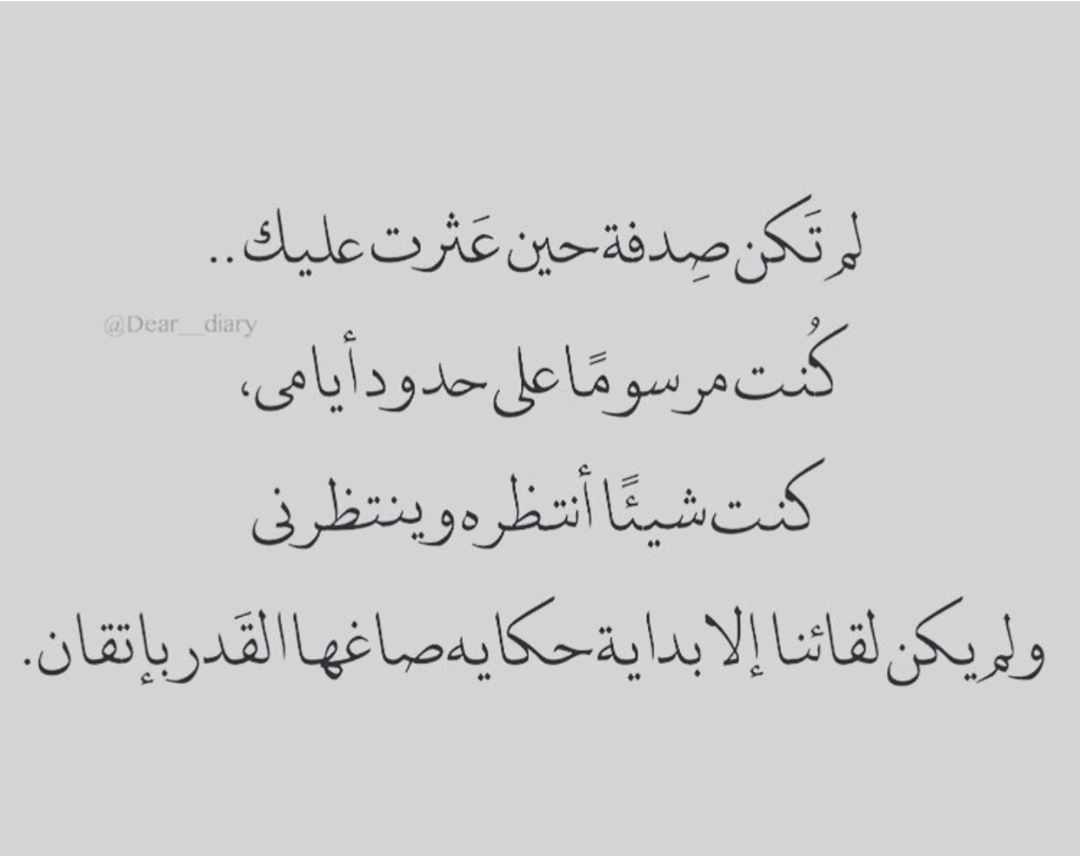 لم تَكن صِدفة حين عَثرت عليك ..
@Dear__diary
كُنت مرسومًا على حدود أيامى،
كنت شيئًا أنتظره وينتظرنى
ولم يكن لقائنا إلا بداية حكايه صاغها القَدر بإتقان.